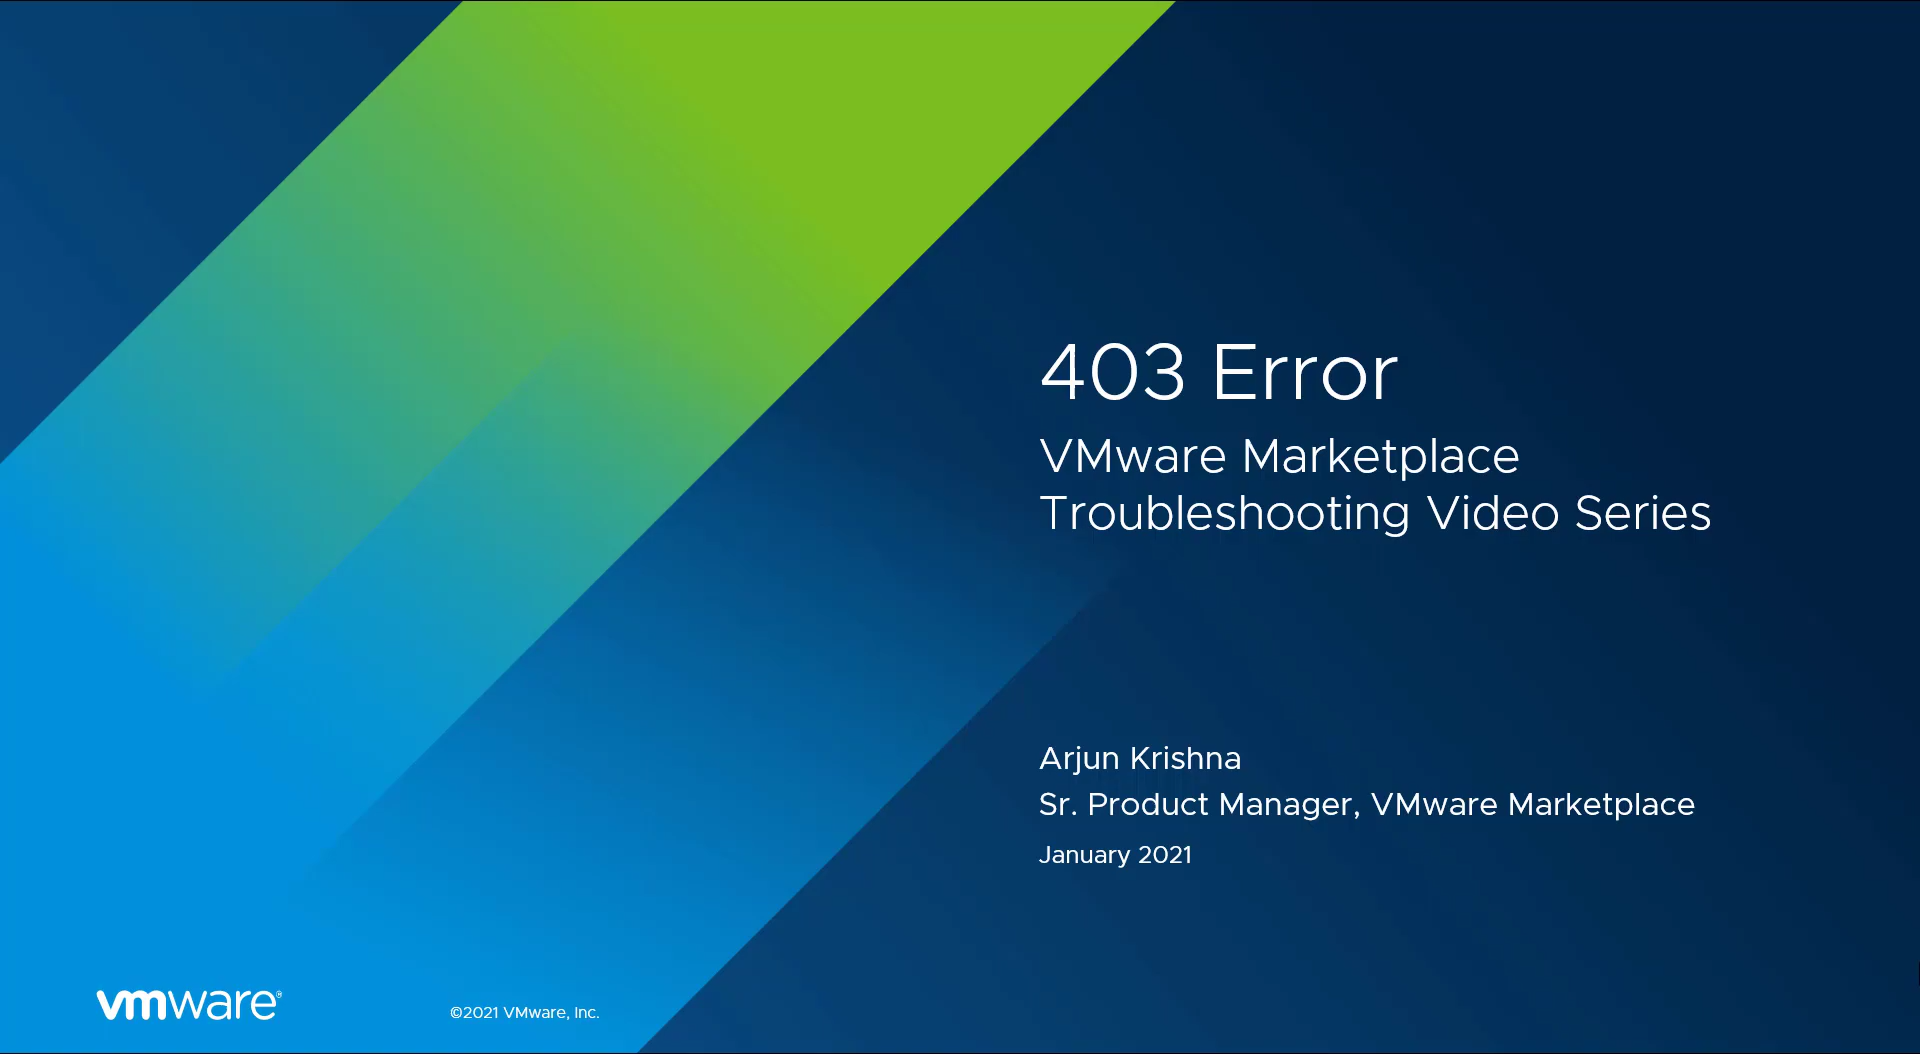 403 Error
VMware Marketplace
Troubleshooting Video Series
Arjun Krishna
Sr. Product Manager, VMware Marketplace
January 2021
vmware®
©2021 VMware, Inc.